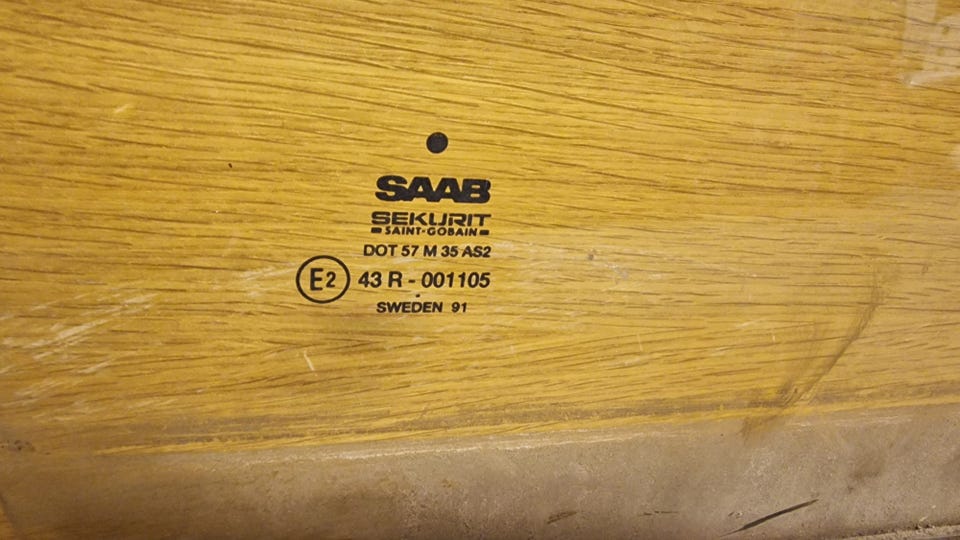 SAAB
SEKURIT
SAINT-GOBAIN
DOT 57 M 35 AS2
E2 43 R - 001105
SWEDEN 91